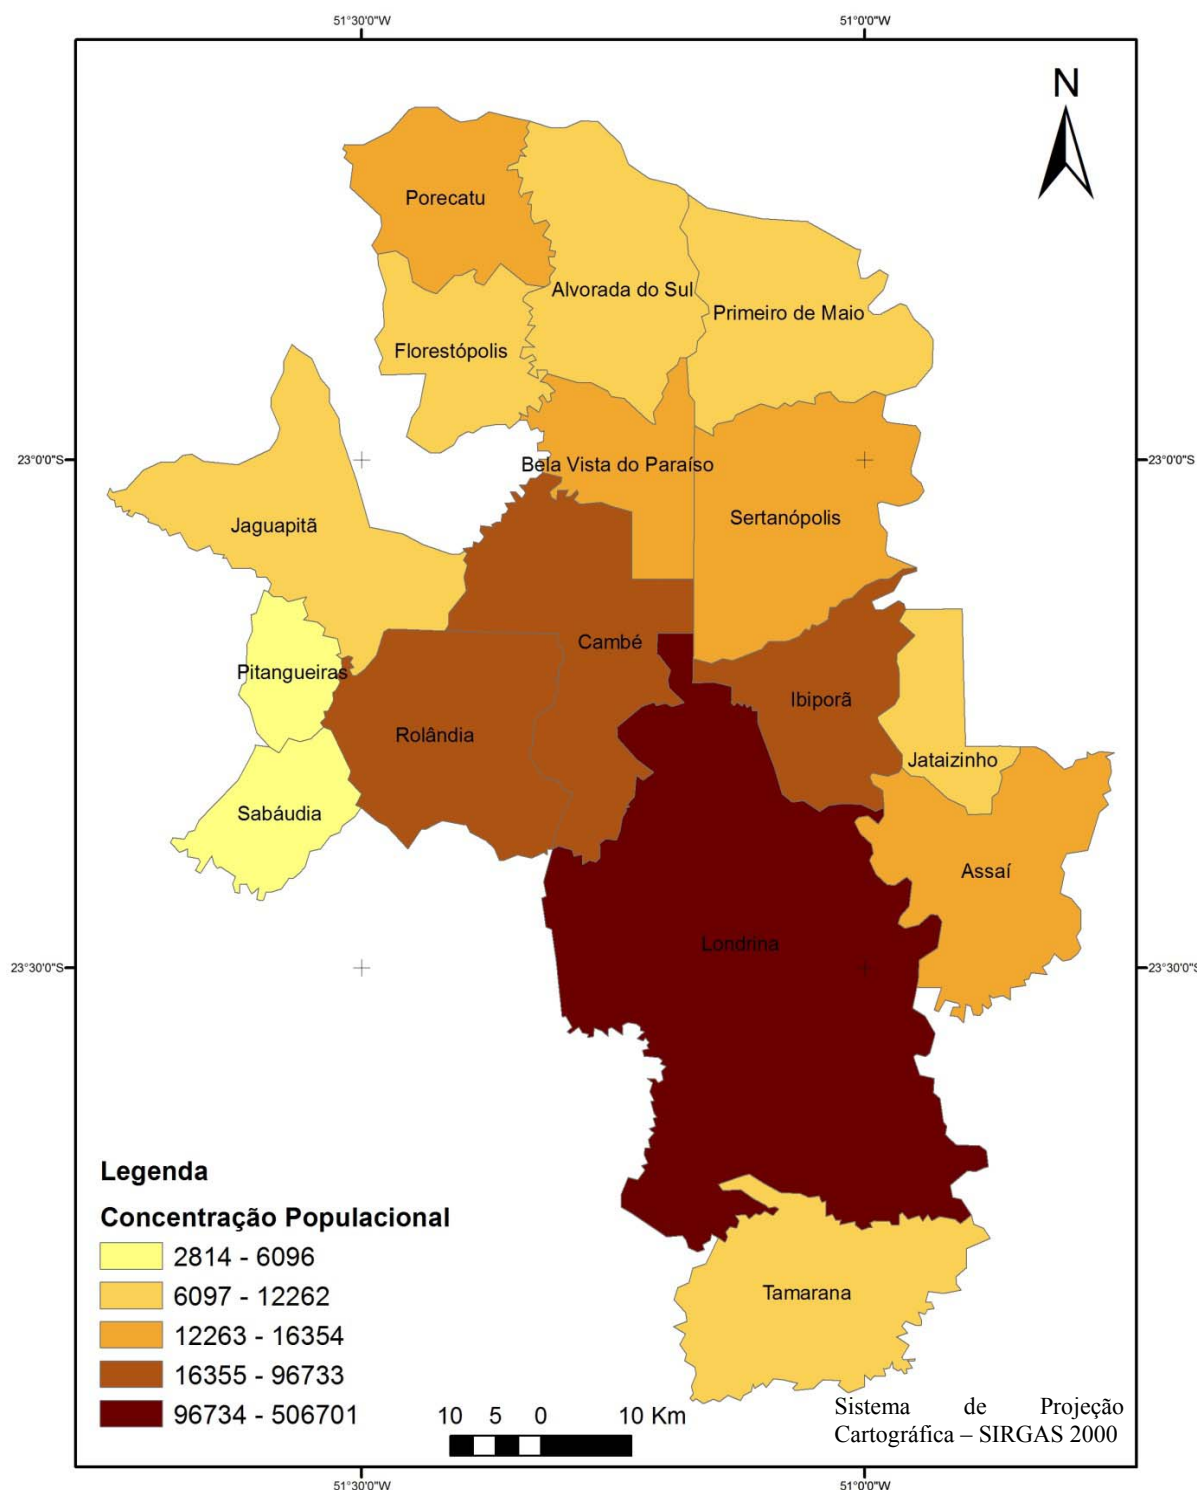 51°30'0"W
51°0'0"W
N
Porecatu
Alvorada do Sul
Primeiro de Maio
Florestópolis
23°0'0"S
23°0'0"S
Bela Vista do Paraíso
Sertanópolis
Jaguapitã
Cambé
Pitangueiras
Ibiporã
Rolândia
Jataizinho
Sabáudia
Assaí
Londrina
23°30'0"S
23°30'0"S
Legenda
Concentração Populacional
2814 - 6096
6097 - 12262
12263 - 16354
16355 - 96733
96734 - 506701
Tamarana
10 5 0 10 Km
Sistema de Projeção
Cartográfica – SIRGAS 2000
51°30'0"W
51°0'0"W